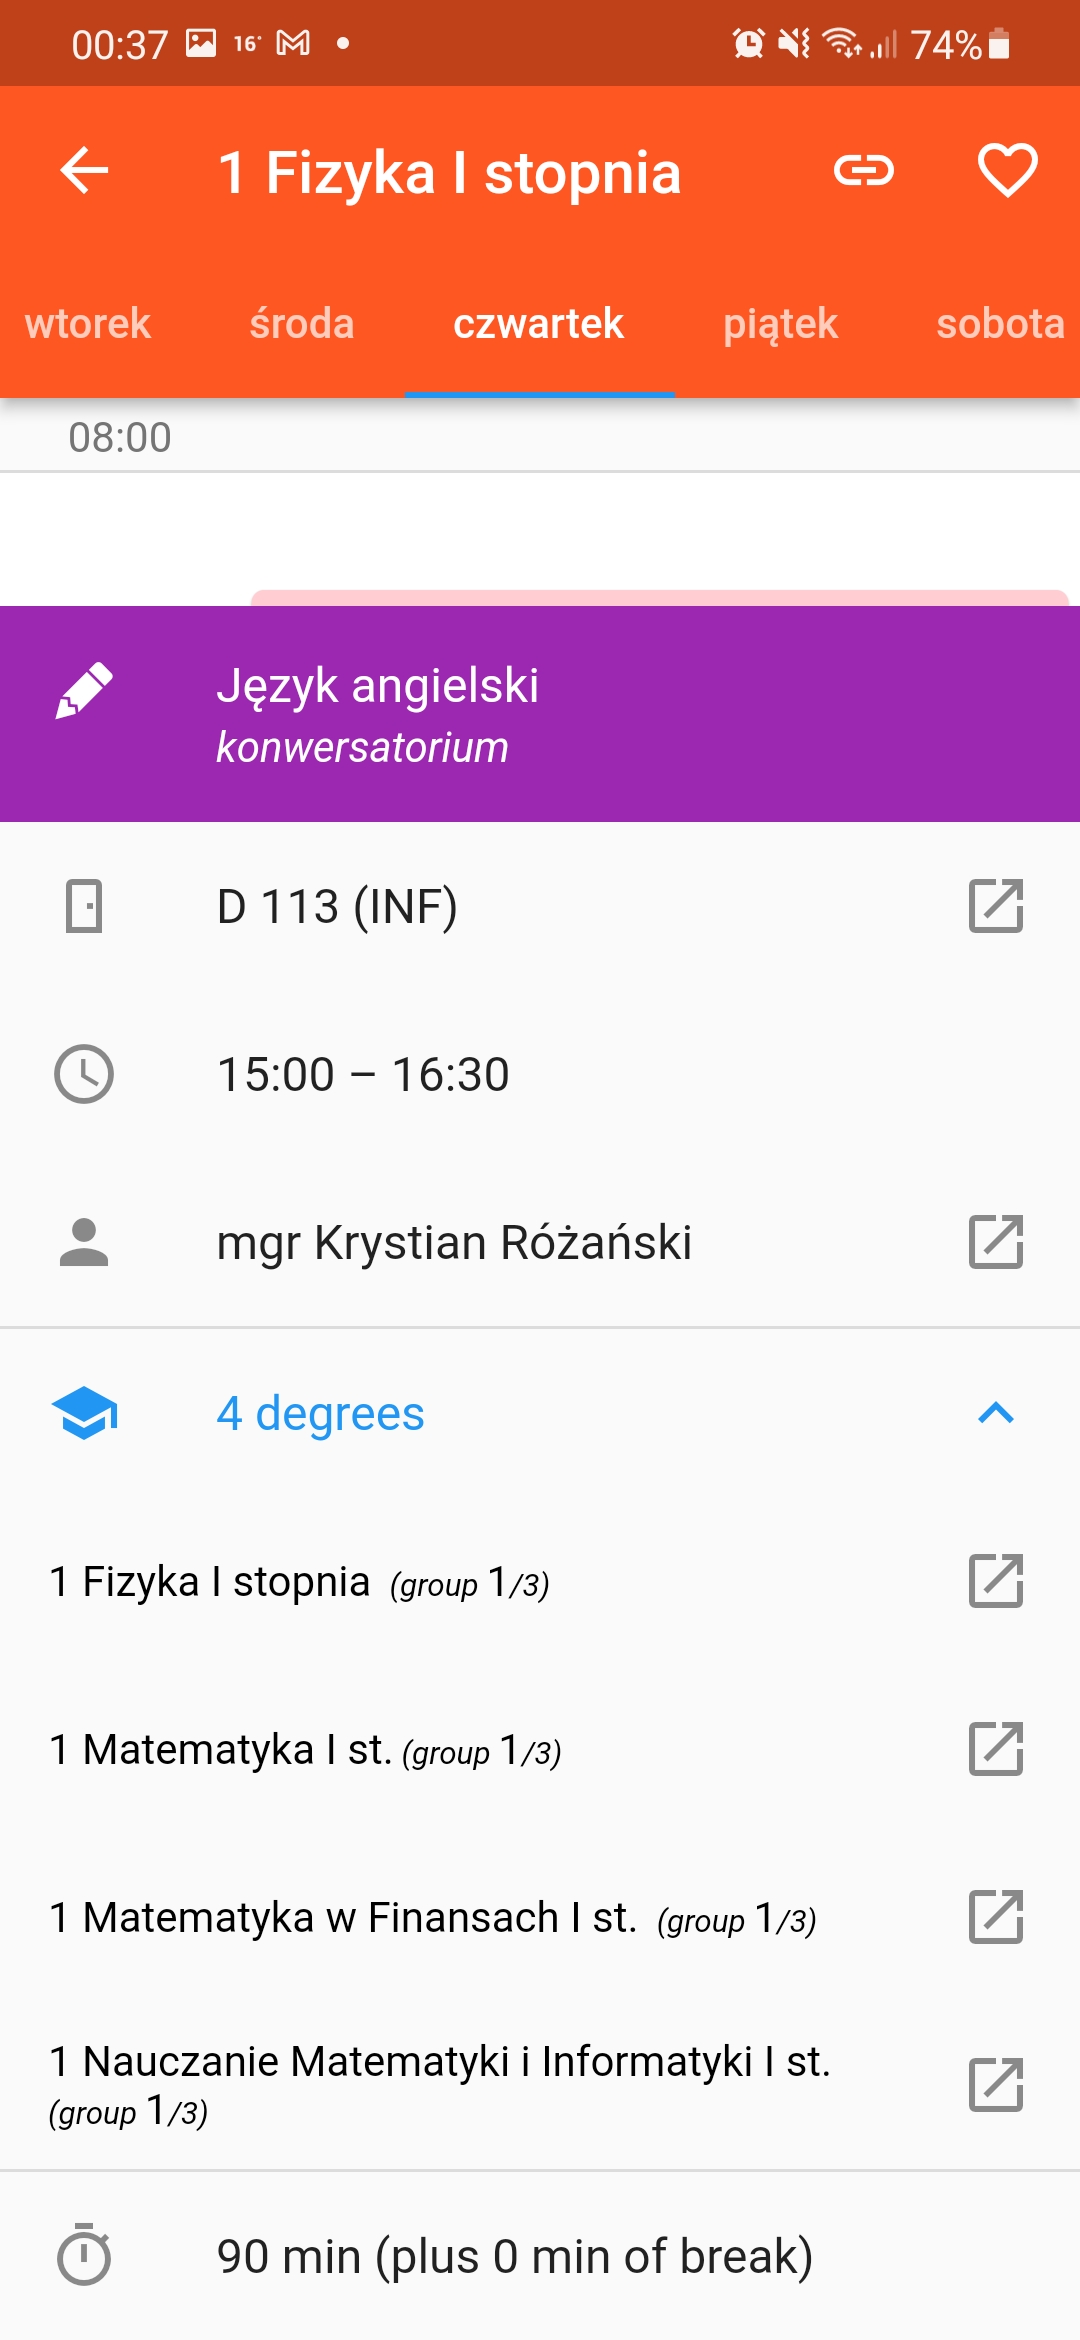 00:37 16° 74%
1 Fizyka I stopnia
wtorek środa czwartek piątek sobota
08:00
Język angielski
konwersatorium
D 113 (INF)
15:00 – 16:30
mgr Krystian Różański
4 degrees
1 Fizyka I stopnia (group 1/3)
1 Matematyka I st. (group 1/3)
1 Matematyka w Finansach I st. (group 1/3)
1 Nauczanie Matematyki i Informatyki I st.
(group 1/3)
90 min (plus 0 min of break)